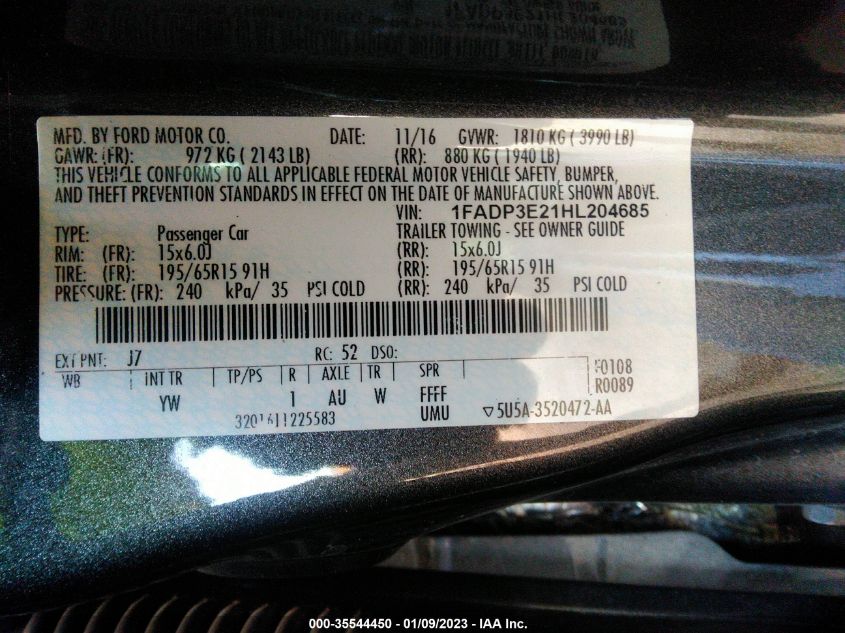 MFD. BY FORD MOTOR CO. DATE: 11/16 GVWR: 1810 KG ( 3990 LB)
GAWR: (FR): 972 KG ( 2143 LB) (RR): 880 KG ( 1940 LB)
THIS VEHICLE CONFORMS TO ALL APPLICABLE FEDERAL MOTOR VEHICLE SAFETY, BUMPER,
AND THEFT PREVENTION STANDARDS IN EFFECT ON THE DATE OF MANUFACTURE SHOWN ABOVE.
VIN: 1FADP3E21HL204685
TYPE: Passenger Car TRAILER TOWING - SEE OWNER GUIDE
RIM: (FR): 15x6.0J (RR): 15x6.0J
TIRE: (FR): 195/65R15 91H (RR): 195/65R15 91H
PRESSURE: (FR): 240 kPa/ 35 PSI COLD (RR): 240 kPa/ 35 PSI COLD
EXT PNT: J7 RC: 52 DSO:
WB INT TR TP/PS R AXLE TR SPR F0108
R0089
YW 1 AU W FFFF
3201611225583 UMU 5U5A-3520472-AA
000-35544450 - 01/09/2023 - IAA Inc.